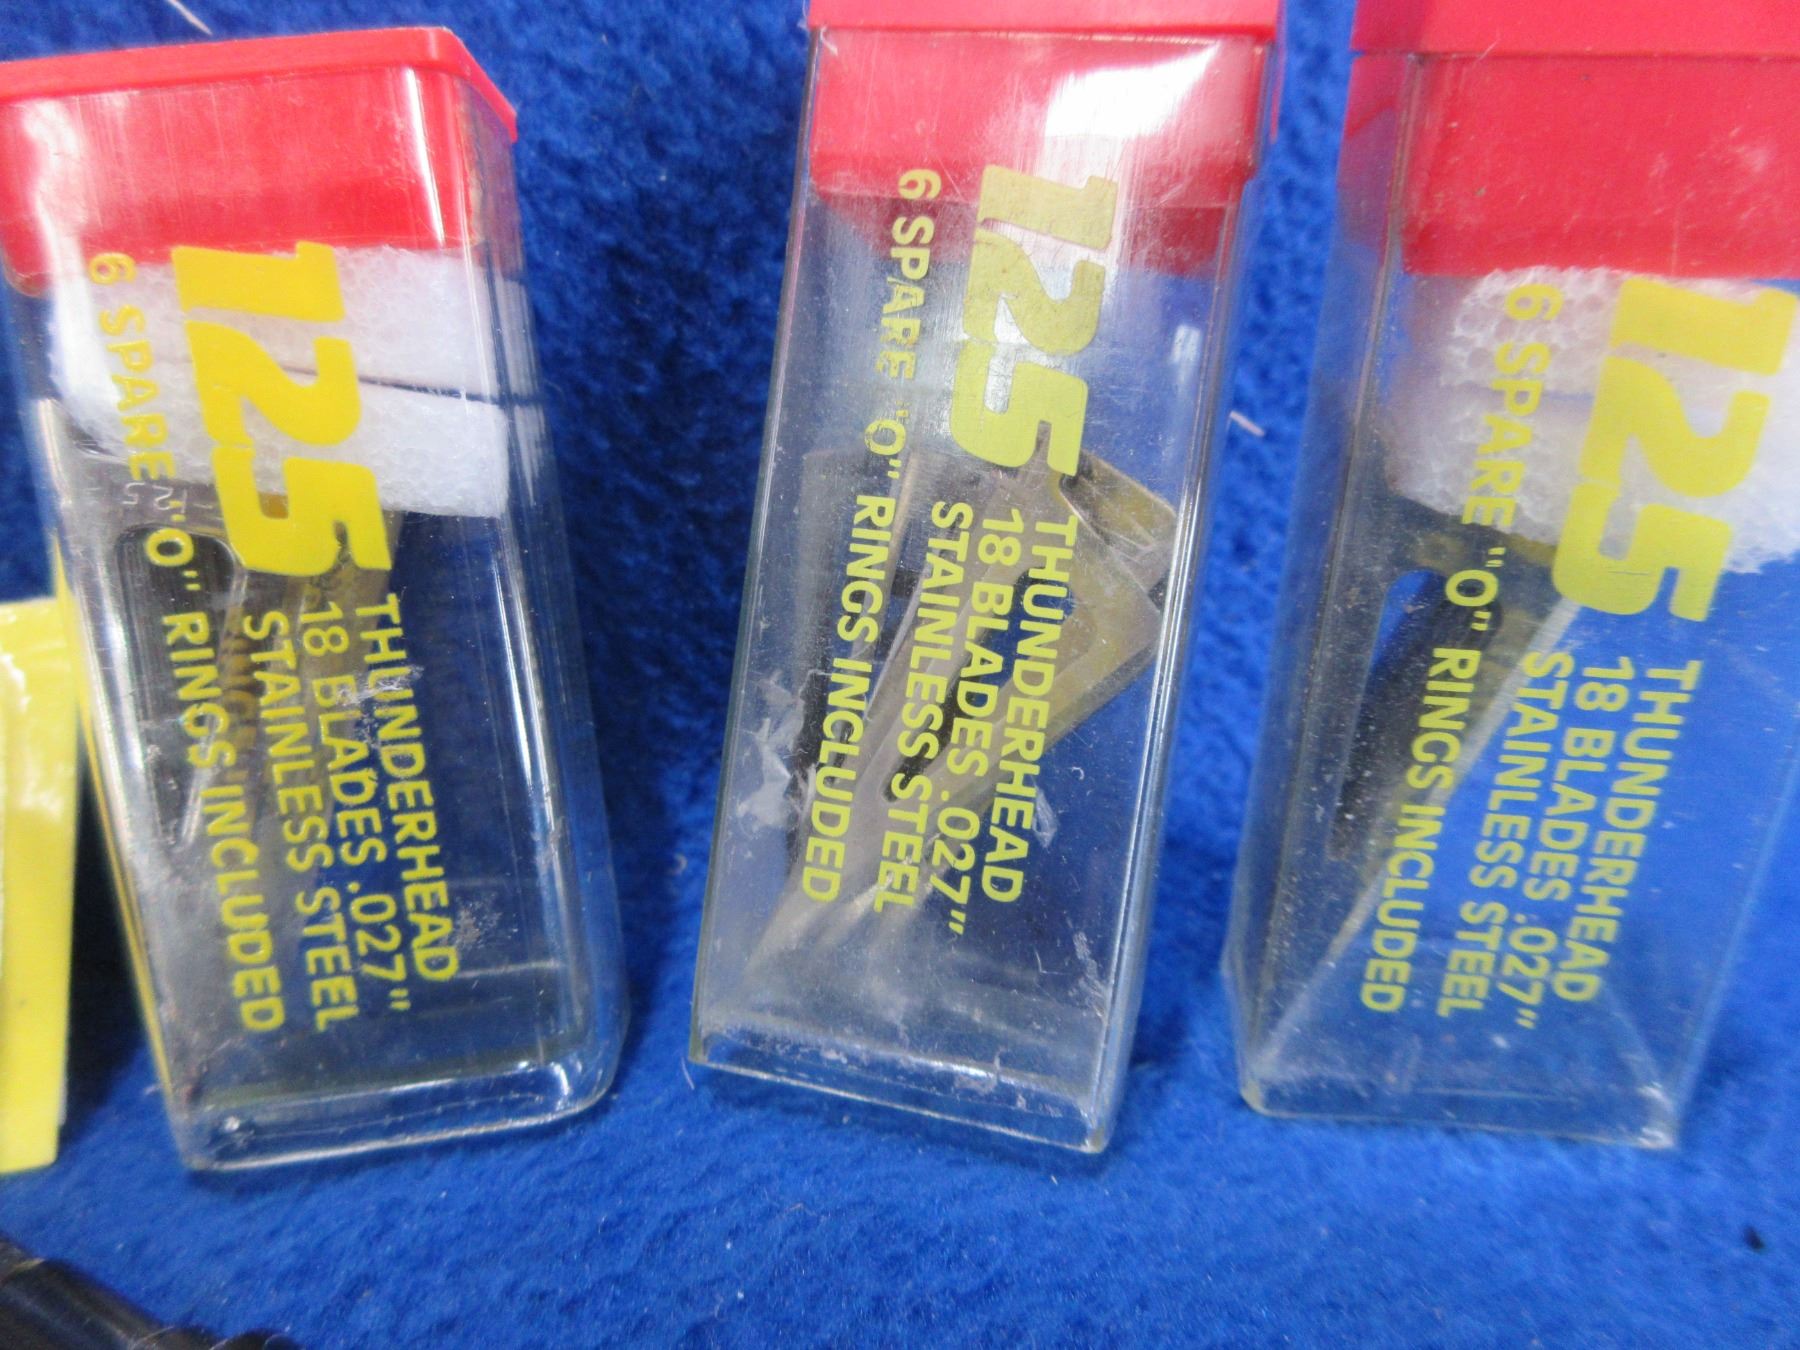 125
THUNDERHEAD
18 BLADES .027"
STAINLESS STEEL
6 SPARE "O" RINGS INCLUDED
125
THUNDERHEAD
18 BLADES .027"
STAINLESS STEEL
6 SPARE "O" RINGS INCLUDED
125
THUNDERHEAD
18 BLADES .027"
STAINLESS STEEL
6 SPARE "O" RINGS INCLUDED